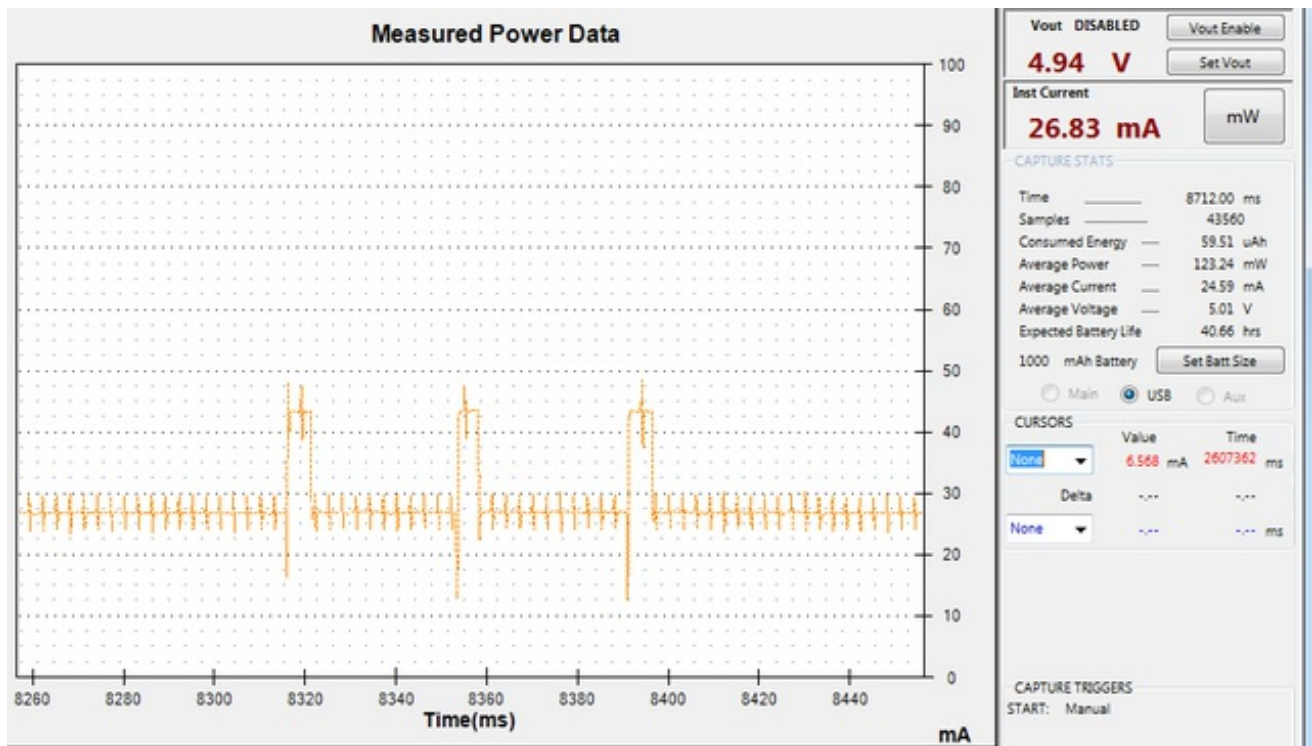 Measured Power Data
100
90
80
70
60
50
40
30
20
10
0
8260 8280 8300 8320 8340 8360 8380 8400 8420 8440
Time(ms)
mA
Vout DISABLED Vout Enable
4.94 V Set Vout
Inst Current
26.83 mA mW
CAPTURE STATS
Time 8712.00 ms
Samples 43560
Consumed Energy 59.51 uAh
Average Power 123.24 mW
Average Current 24.59 mA
Average Voltage 5.01 V
Expected Battery Life 40.66 hrs
1000 mAh Battery Set Batt Size
Main USB Aux
CURSORS
Value Time
None 6.568 mA 2607362 ms
Delta -.-- -.--
None -.-- -.-- ms
CAPTURE TRIGGERS
START: Manual